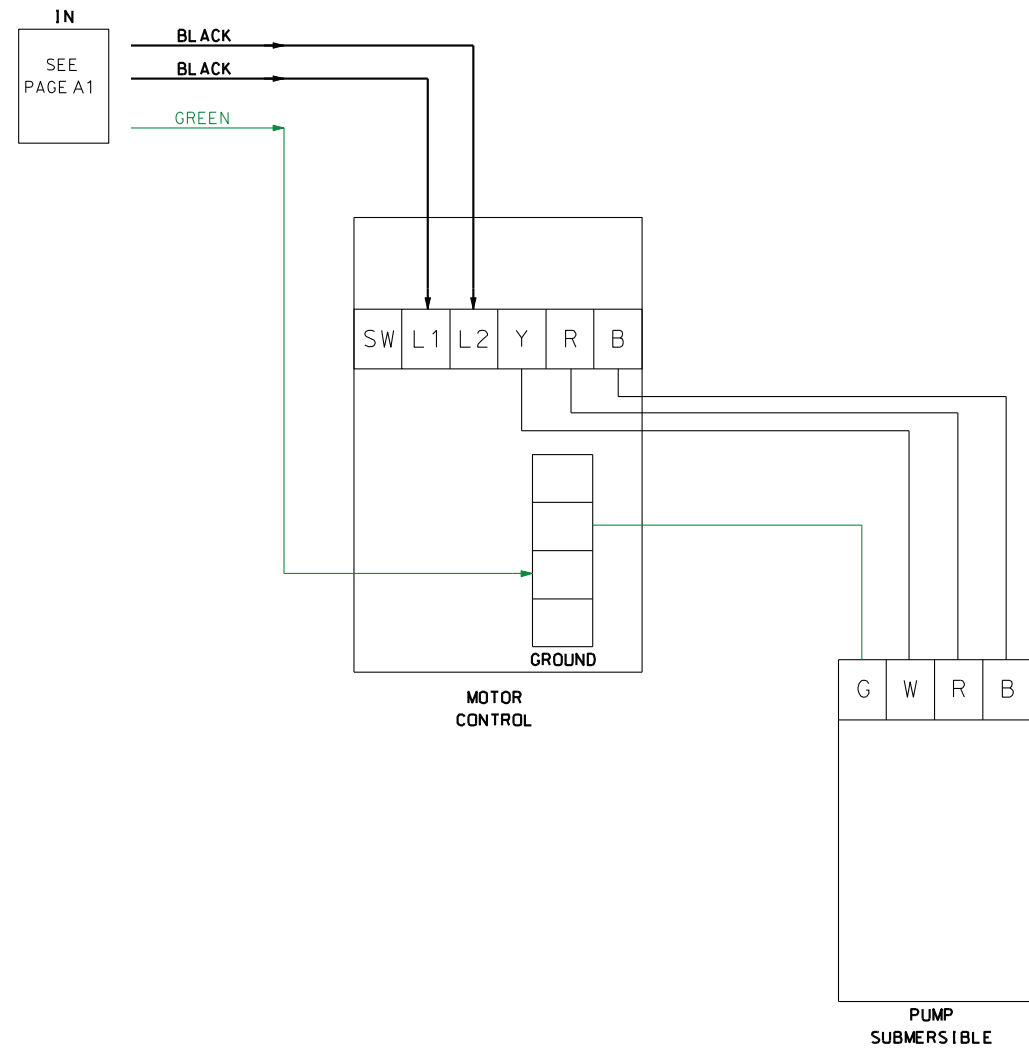 IN
SEE
PAGE A1
BLACK
BLACK
GREEN
SW L1 L2 Y R B
GROUND
MOTOR
CONTROL
G W R B
PUMP
SUBMERSIBLE